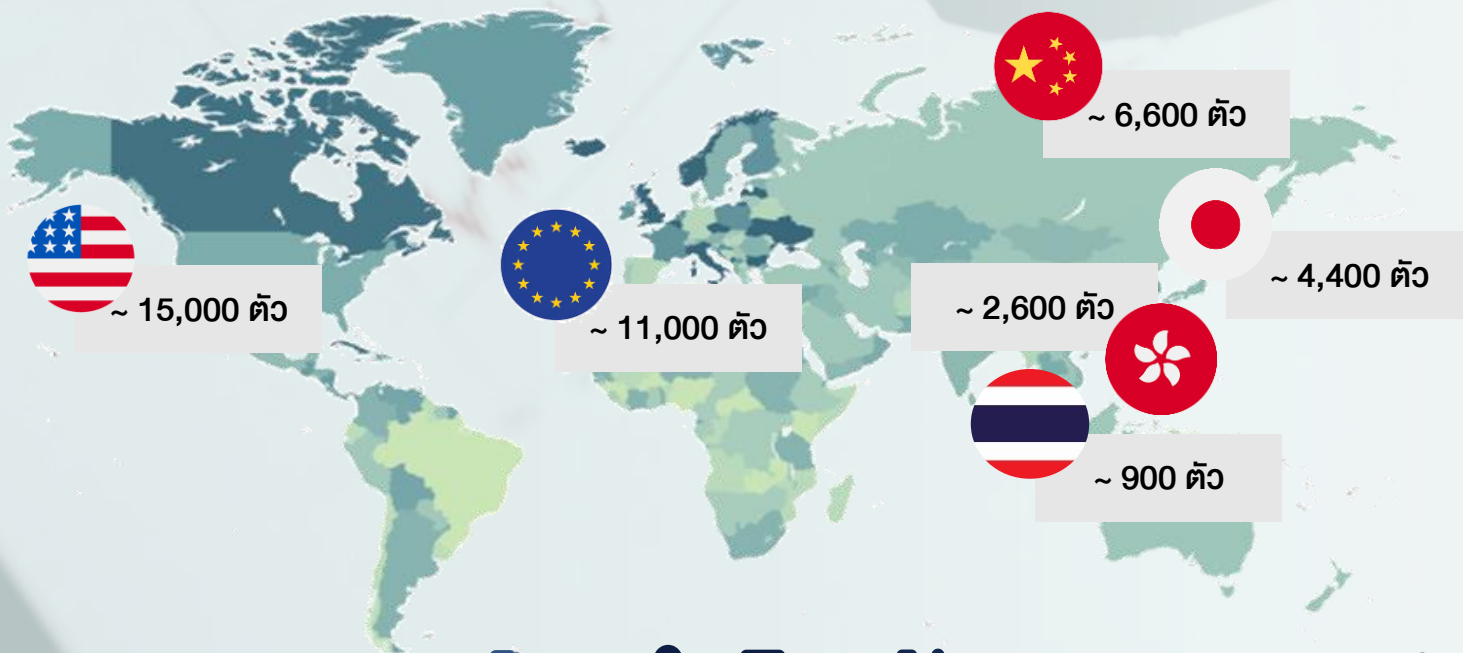 ~ 6,600 ตัว
~ 4,400 ตัว
~ 15,000 ตัว
~ 11,000 ตัว
~ 2,600 ตัว
~ 900 ตัว